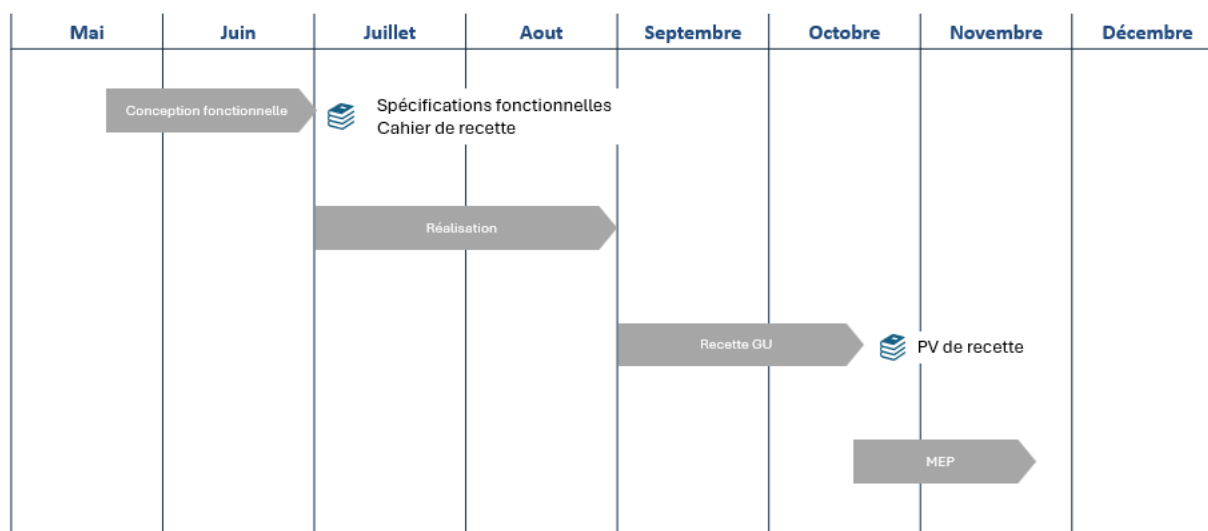 Mai Juin Juillet Aout Septembre Octobre Novembre Décembre
Conception fonctionnelle
Spécifications fonctionnelles
Cahier de recette
Réalisation
Recette GU
PV de recette
MEP